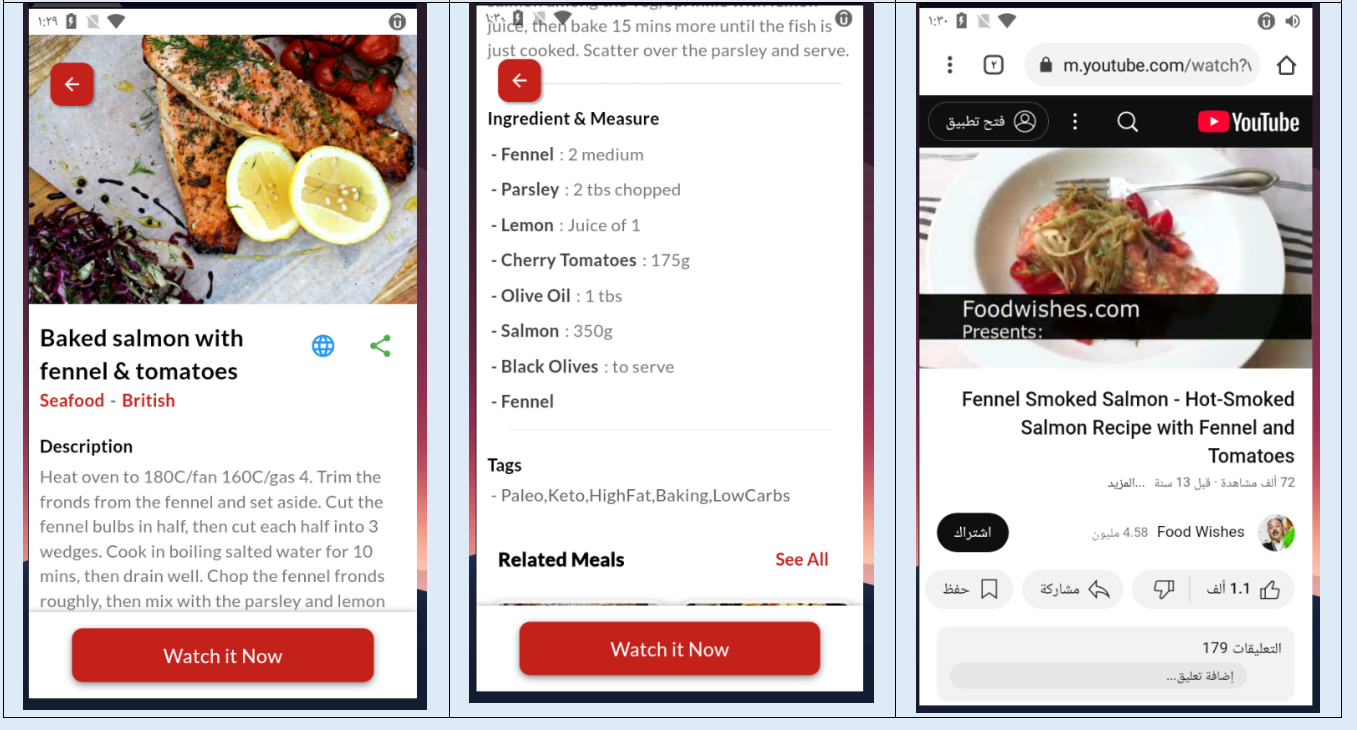 ١:٢٩
Baked salmon with
fennel & tomatoes
Seafood - British
Description
Heat oven to 180C/fan 160C/gas 4. Trim the
fronds from the fennel and set aside. Cut the
fennel bulbs in half, then cut each half into 3
wedges. Cook in boiling salted water for 10
mins, then drain well. Chop the fennel fronds
roughly, then mix with the parsley and lemon
Watch it Now
١:٣٠
juice, then bake 15 mins more until the fish is
just cooked. Scatter over the parsley and serve.
Ingredient & Measure
- Fennel : 2 medium
- Parsley : 2 tbs chopped
- Lemon : Juice of 1
- Cherry Tomatoes : 175g
- Olive Oil : 1 tbs
- Salmon : 350g
- Black Olives : to serve
- Fennel
Tags
- Paleo,Keto,HighFat,Baking,LowCarbs
Related Meals
See All
Watch it Now
١:٣٠
٢
m.youtube.com/watch?v
فتح تطبيق
YouTube
Foodwishes.com
Presents:
Fennel Smoked Salmon - Hot-Smoked
Salmon Recipe with Fennel and
Tomatoes
72 ألف مشاهدة · قبل 13 سنة ...المزيد
Food Wishes 4.58 مليون
اشتراك
1.1 ألف
مشاركة
حفظ
التعليقات 179
إضافة تعليق...